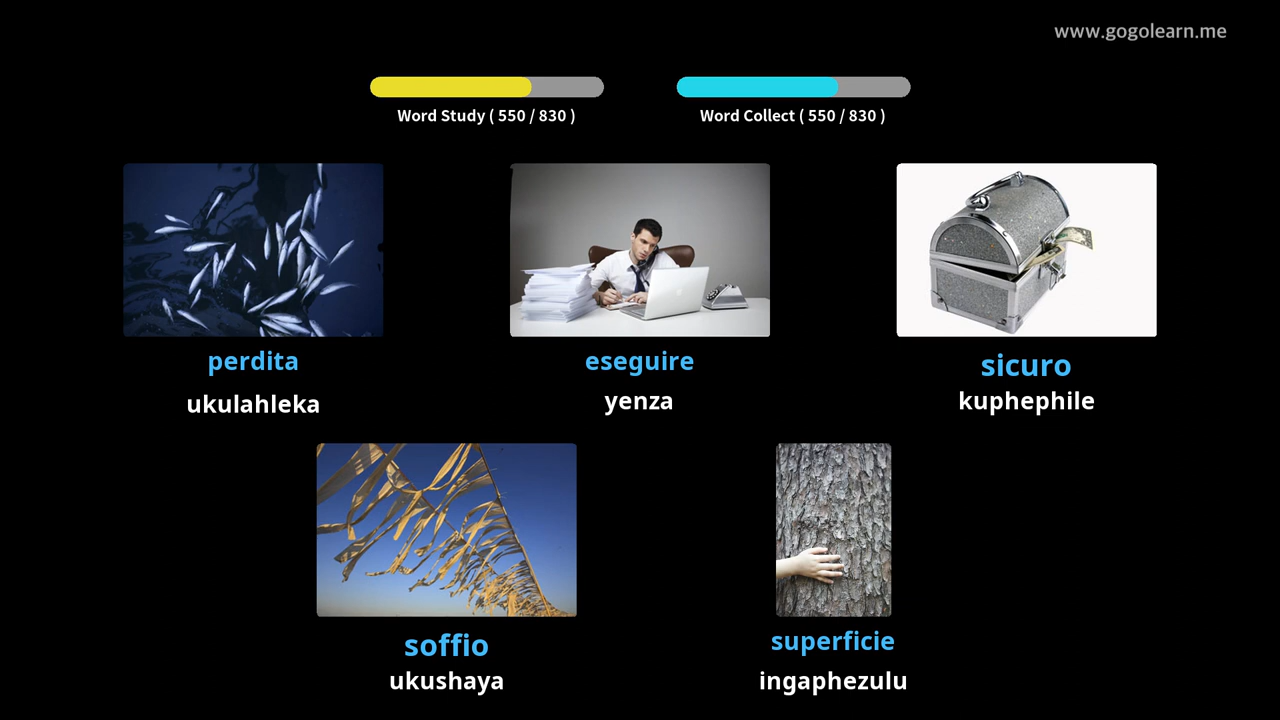 www.gogolearn.me
Word Study ( 550 / 830 )
Word Collect ( 550 / 830 )
perdita
ukulahleka
eseguire
yenza
sicuro
kuphephile
soffio
ukushaya
superficie
ingaphezulu